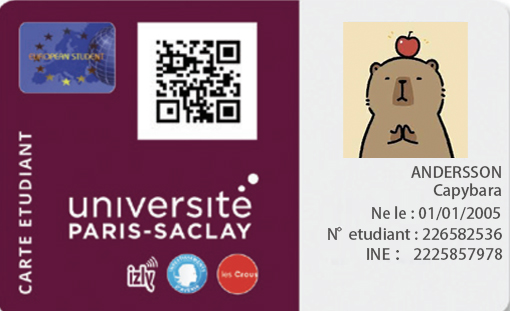 EUROPEAN STUDENT
CARTE ETUDIANT
université
PARIS-SACLAY
izly
les Crous
ANDERSSON
Capybara
Ne le : 01/01/2005
N° etudiant : 226582536
INE : 2225857978